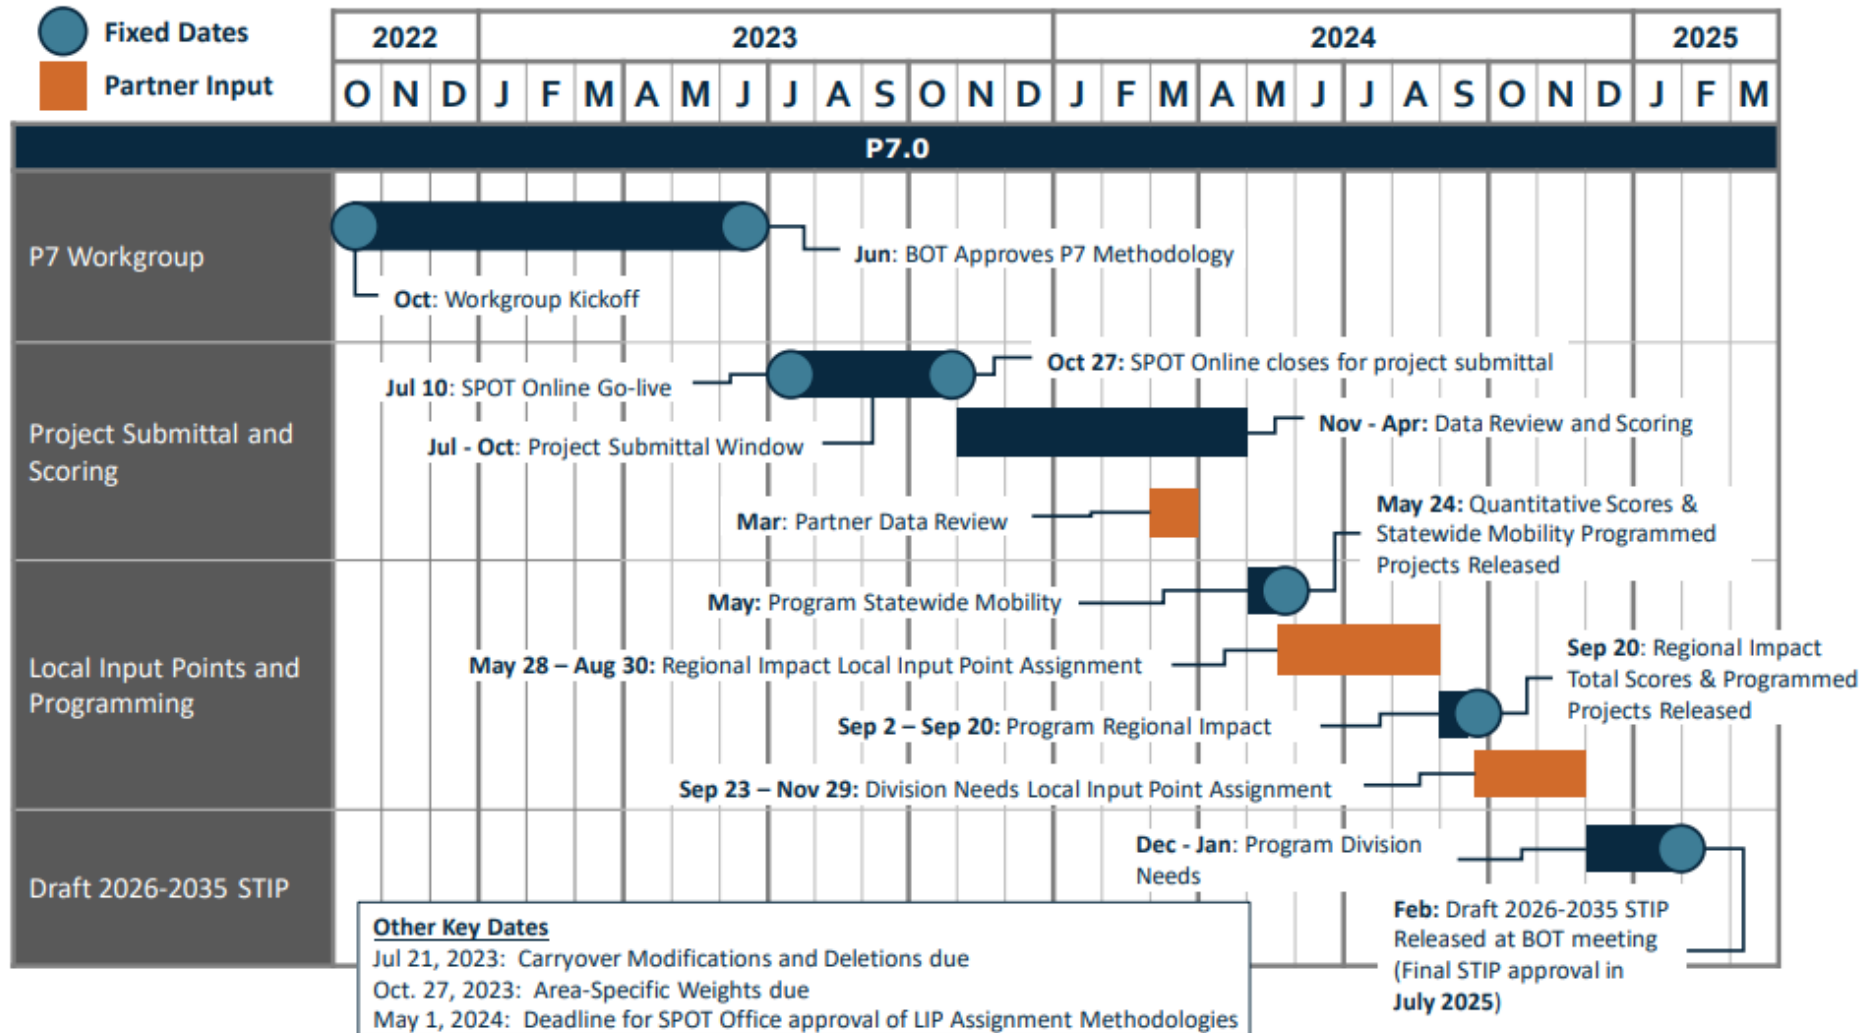 Fixed Dates
Partner Input
2022 2023 2024 2025
O N D J F M A M J J A S O N D J F M A M J J A S O N D J F M
P7.0
P7 Workgroup
Jun: BOT Approves P7 Methodology
Oct: Workgroup Kickoff
Project Submittal and
Scoring
Oct 27: SPOT Online closes for project submittal
Jul 10: SPOT Online Go-live
Nov - Apr: Data Review and Scoring
Jul - Oct: Project Submittal Window
Mar: Partner Data Review
Local Input Points and
Programming
May 24: Quantitative Scores &
Statewide Mobility Programmed
Projects Released
May: Program Statewide Mobility
May 28 – Aug 30: Regional Impact Local Input Point Assignment
Sep 20: Regional Impact
Total Scores & Programmed
Projects Released
Sep 2 – Sep 20: Program Regional Impact
Sep 23 – Nov 29: Division Needs Local Input Point Assignment
Draft 2026-2035 STIP
Dec - Jan: Program Division
Needs
Feb: Draft 2026-2035 STIP
Released at BOT meeting
(Final STIP approval in
July 2025)
Other Key Dates
Jul 21, 2023: Carryover Modifications and Deletions due
Oct. 27, 2023: Area-Specific Weights due
May 1, 2024: Deadline for SPOT Office approval of LIP Assignment Methodologies